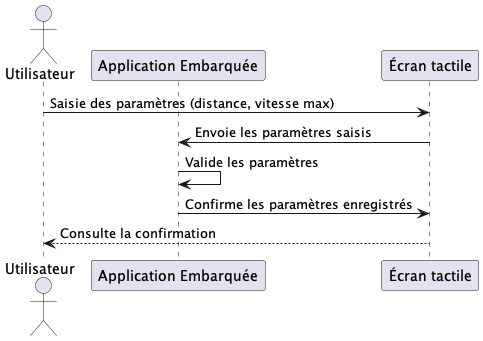 Utilisateur
Application Embarquée
Écran tactile
Saisie des paramètres (distance, vitesse max)
Envoie les paramètres saisis
Valide les paramètres
Confirme les paramètres enregistrés
Consulte la confirmation
Utilisateur
Application Embarquée
Écran tactile